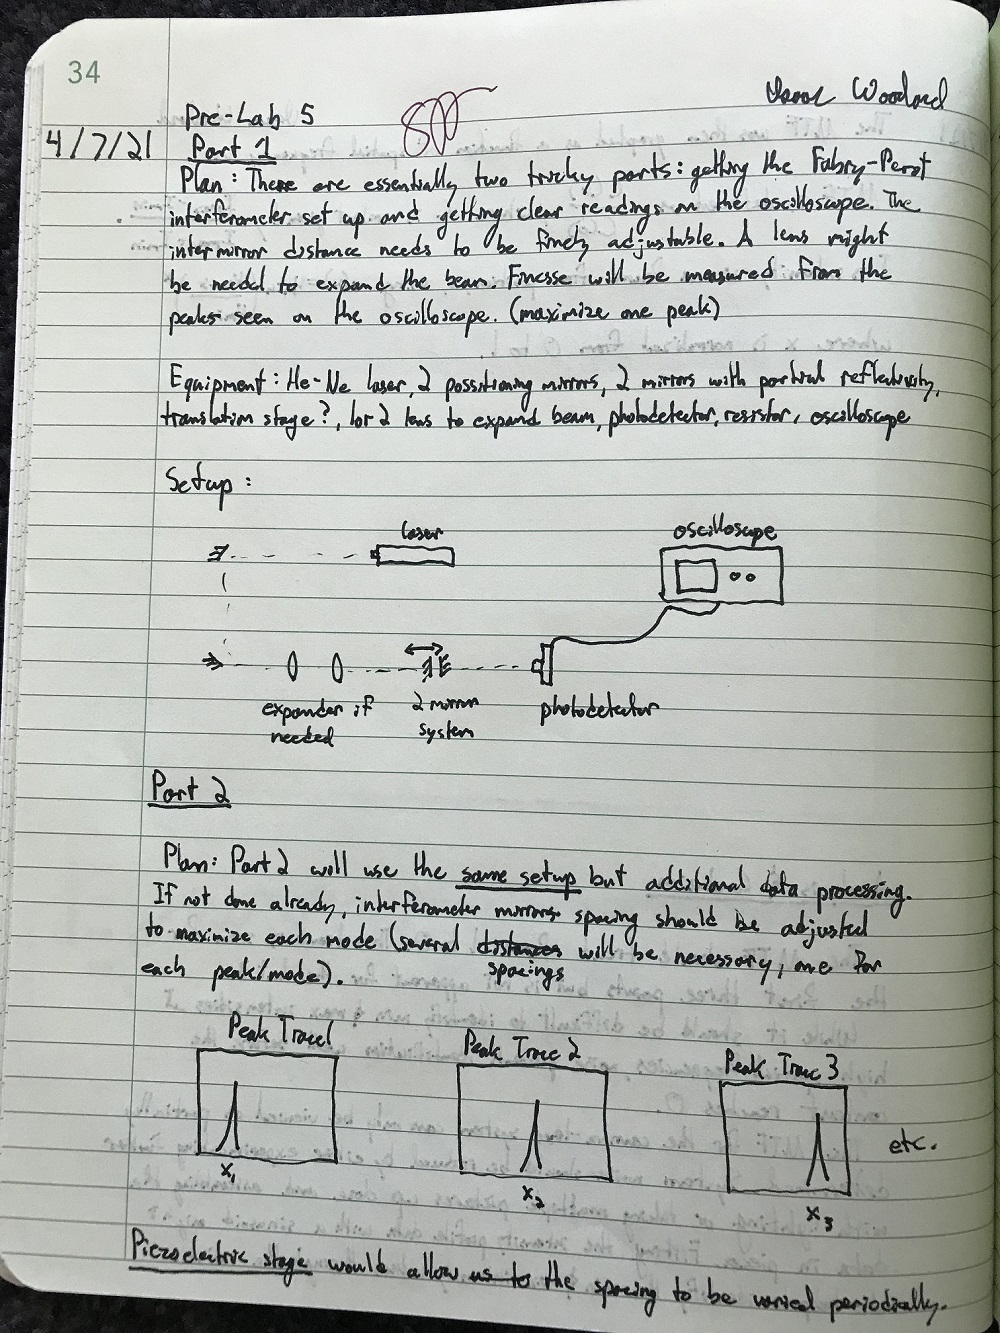 34
Woodard
Pre-Lab 5
4/7/21
Part 1
Plan: There are essentially two tricky parts: getting the Fabry-Perot
interferometer set up and getting clear readings on the oscilloscope. The
intermirror distance needs to be finely adjustable. A lens might
be needed to expand the beam. Finesse will be measured from the
peaks seen on the oscilloscope. (maximize one peak)
Equipment: He-Ne laser, 2 possitioning mirrors, 2 mirrors with partial reflectivity,
translation stage?, 1 or 2 lens to expand beam, photodetector, resistor, oscilloscope
Setup:
laser
oscilloscope
expander if
needed
2 mirror
system
photodetector
Part 2
Plan: Part 2 will use the same setup but additional data processing.
If not done already, interferometer mirrors spacing should be adjusted
to maximize each mode (several distances will be necessary, one for
spacings
each peak/mode).
Peak Trace 1
Peak Trace 2
Peak Trace 3
etc.
x₁
x₂
x₃
Piezoelectric stage would allow us to the spacing to be varied periodically.